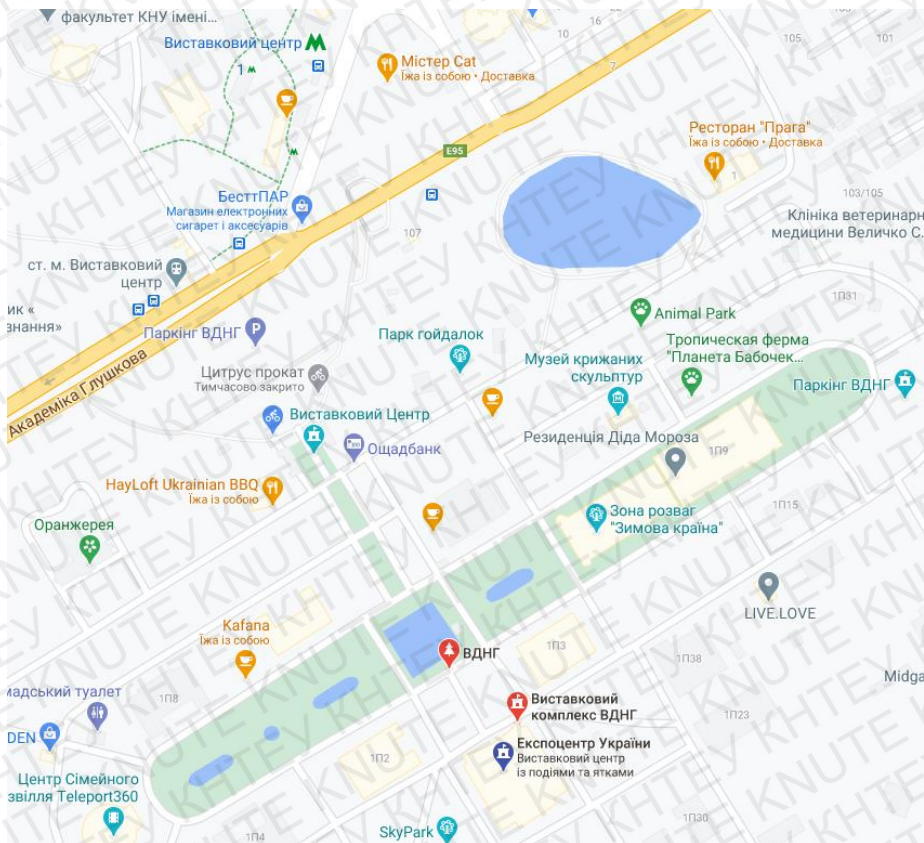 факультет КНУ імені...
Виставковий центр
1
10
16
22
105
101
Містер Cat
Їжа із собою • Доставка
7
Ресторан "Прага"
Їжа із собою • Доставка
1
E95
103/105
БесттПАР
Магазин електронних
сигарет і аксесуарів
107
Клініка ветеринарн
медицини Величко С.
ст. м. Виставковий
центр
ик «
знання»
1П31
Паркінг ВДНГ
P
Парк гойдалок
Animal Park
Тропическая ферма
"Планета Бабочек...
Музей крижаних
скульптур
Цитрус прокат
Тимчасово закрито
Академіка Глушкова
Паркінг ВДНГ
Виставковий Центр
Ощадбанк
Резиденція Діда Мороза
1П9
HayLoft Ukrainian BBQ
Їжа із собою
1П15
Зона розваг
"Зимова країна"
Оранжерея
LIVE.LOVE
Kafana
Їжа із собою
ВДНГ
1П3
1П38
Midga
мадський туалет
1П8
Виставковий
комплекс ВДНГ
1П23
DEN
Експоцентр України
Виставковий центр
із подіями та ятками
1П2
Центр Сімейного
звілля Teleport360
1П30
1П4
SkyPark
КНТЕУ KNUTE КНТЕУ KNUTE